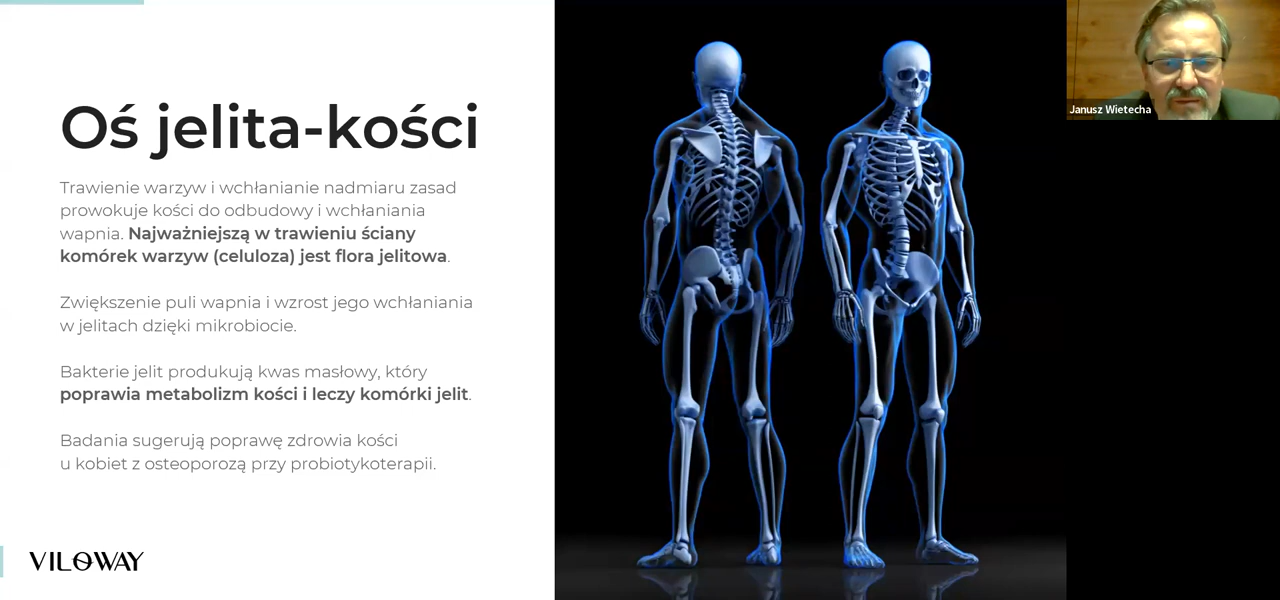 Oś jelita-kości
Trawienie warzyw i wchłanianie nadmiaru zasad
prowokuje kości do odbudowy i wchłaniania
wapnia. Najważniejszą w trawieniu ściany
komórek warzyw (celuloza) jest flora jelitowa.
Zwiększenie puli wapnia i wzrost jego wchłaniania
w jelitach dzięki mikrobiocie.
Bakterie jelit produkują kwas masłowy, który
poprawia metabolizm kości i leczy komórki jelit.
Badania sugerują poprawę zdrowia kości
u kobiet z osteoporozą przy probiotykoterapii.
VILOWAY
Janusz Wietecha